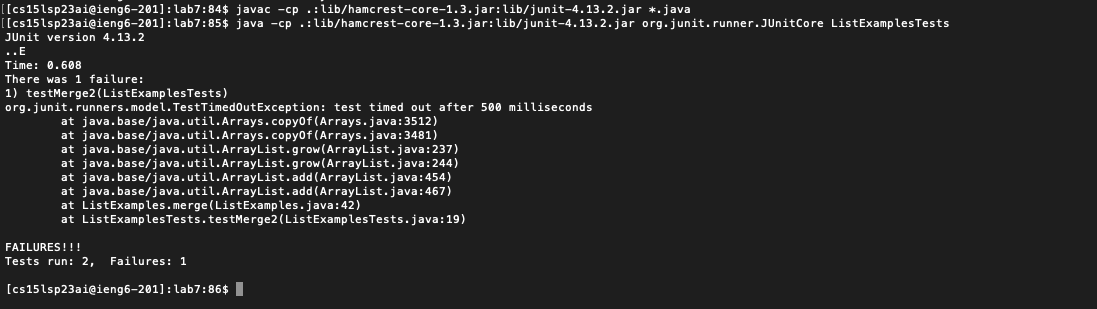 [[cs15lsp23ai@ieng6-201]:lab7:84$ javac -cp .:lib/hamcrest-core-1.3.jar:lib/junit-4.13.2.jar *.java
[[cs15lsp23ai@ieng6-201]:lab7:85$ java -cp .:lib/hamcrest-core-1.3.jar:lib/junit-4.13.2.jar org.junit.runner.JUnitCore ListExamplesTests
JUnit version 4.13.2
..E
Time: 0.608
There was 1 failure:
1) testMerge2(ListExamplesTests)
org.junit.runners.model.TestTimedOutException: test timed out after 500 milliseconds
        at java.base/java.util.Arrays.copyOf(Arrays.java:3512)
        at java.base/java.util.Arrays.copyOf(Arrays.java:3481)
        at java.base/java.util.ArrayList.grow(ArrayList.java:237)
        at java.base/java.util.ArrayList.grow(ArrayList.java:244)
        at java.base/java.util.ArrayList.add(ArrayList.java:454)
        at java.base/java.util.ArrayList.add(ArrayList.java:467)
        at ListExamples.merge(ListExamples.java:42)
        at ListExamplesTests.testMerge2(ListExamplesTests.java:19)
FAILURES!!!
Tests run: 2,  Failures: 1
[cs15lsp23ai@ieng6-201]:lab7:86$